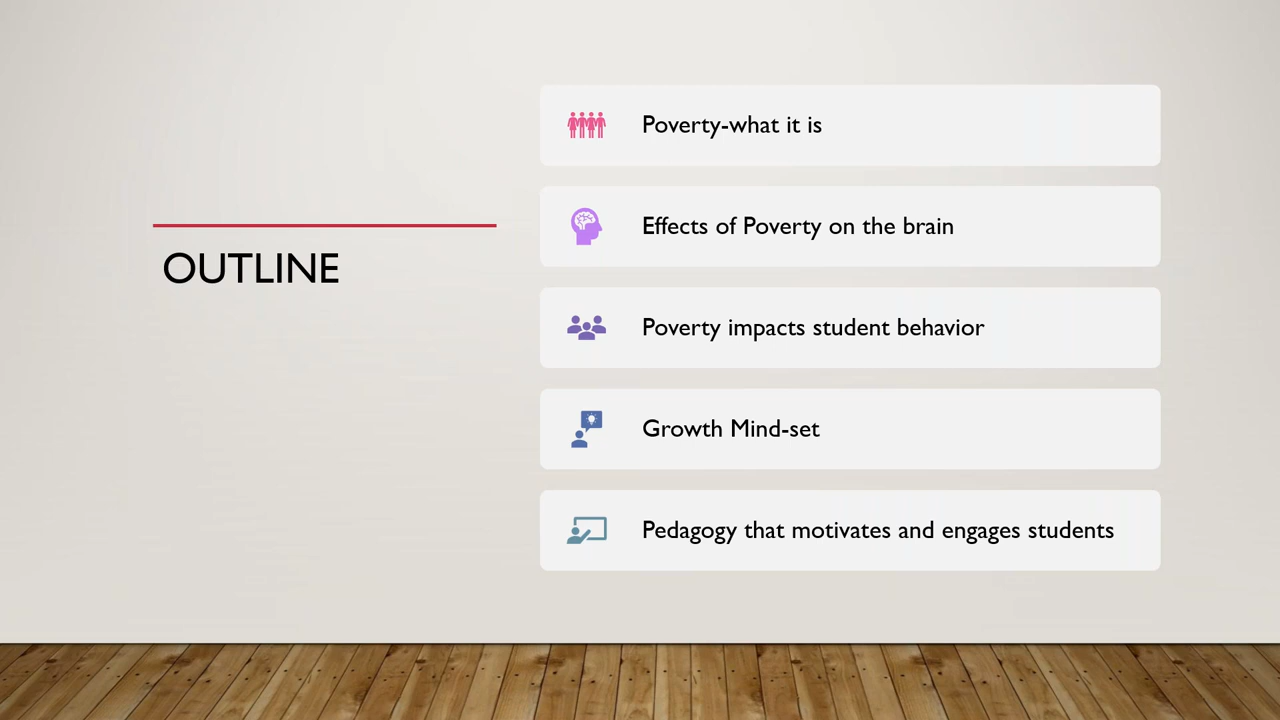 OUTLINE
Poverty-what it is
Effects of Poverty on the brain
Poverty impacts student behavior
Growth Mind-set
Pedagogy that motivates and engages students